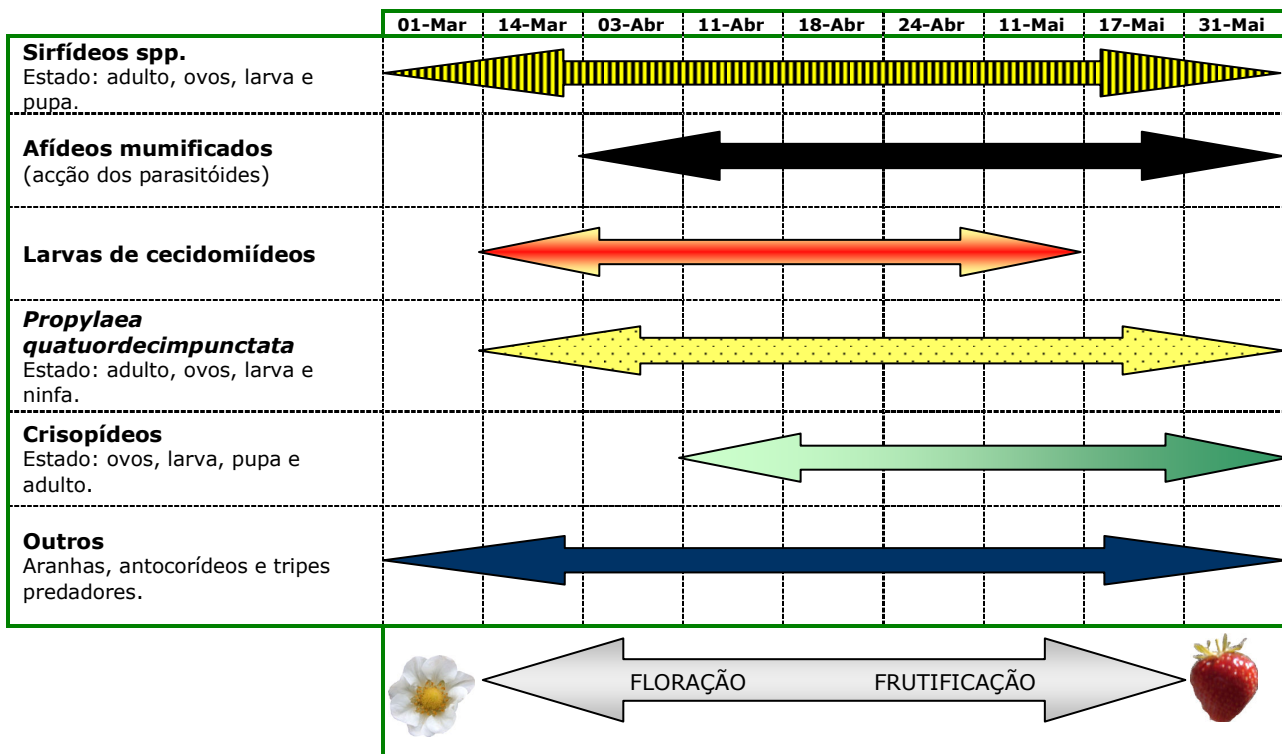 01-Mar 14-Mar 03-Abr 11-Abr 18-Abr 24-Abr 11-Mai 17-Mai 31-Mai
Sirfídeos spp.
Estado: adulto, ovos, larva e
pupa.
Afídeos mumificados
(acção dos parasitóides)
Larvas de cecidomiídeos
Propylaea
quatuordecimpunctata
Estado: adulto, ovos, larva e
ninfa.
Crisopídeos
Estado: ovos, larva, pupa e
adulto.
Outros
Aranhas, antocorídeos e tripes
predadores.
FLORAÇÃO FRUTIFICAÇÃO